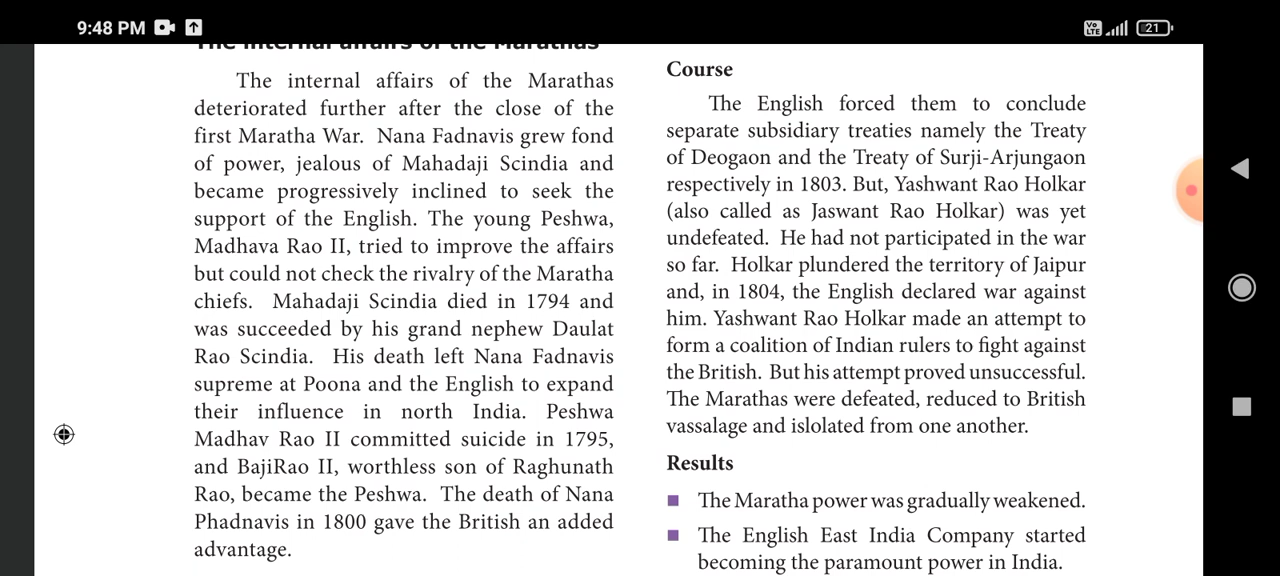 9:48 PM
Vo LTE
21
The internal affairs of the Marathas
The internal affairs of the Marathas
deteriorated further after the close of the
first Maratha War. Nana Fadnavis grew fond
of power, jealous of Mahadaji Scindia and
became progressively inclined to seek the
support of the English. The young Peshwa,
Madhava Rao II, tried to improve the affairs
but could not check the rivalry of the Maratha
chiefs. Mahadaji Scindia died in 1794 and
was succeeded by his grand nephew Daulat
Rao Scindia. His death left Nana Fadnavis
supreme at Poona and the English to expand
their influence in north India. Peshwa
Madhav Rao II committed suicide in 1795,
and BajiRao II, worthless son of Raghunath
Rao, became the Peshwa. The death of Nana
Phadnavis in 1800 gave the British an added
advantage.
Course
The English forced them to conclude
separate subsidiary treaties namely the Treaty
of Deogaon and the Treaty of Surji-Arjungaon
respectively in 1803. But, Yashwant Rao Holkar
(also called as Jaswant Rao Holkar) was yet
undefeated. He had not participated in the war
so far. Holkar plundered the territory of Jaipur
and, in 1804, the English declared war against
him. Yashwant Rao Holkar made an attempt to
form a coalition of Indian rulers to fight against
the British. But his attempt proved unsuccessful.
The Marathas were defeated, reduced to British
vassalage and islolated from one another.
Results
The Maratha power was gradually weakened.
The English East India Company started
becoming the paramount power in India.